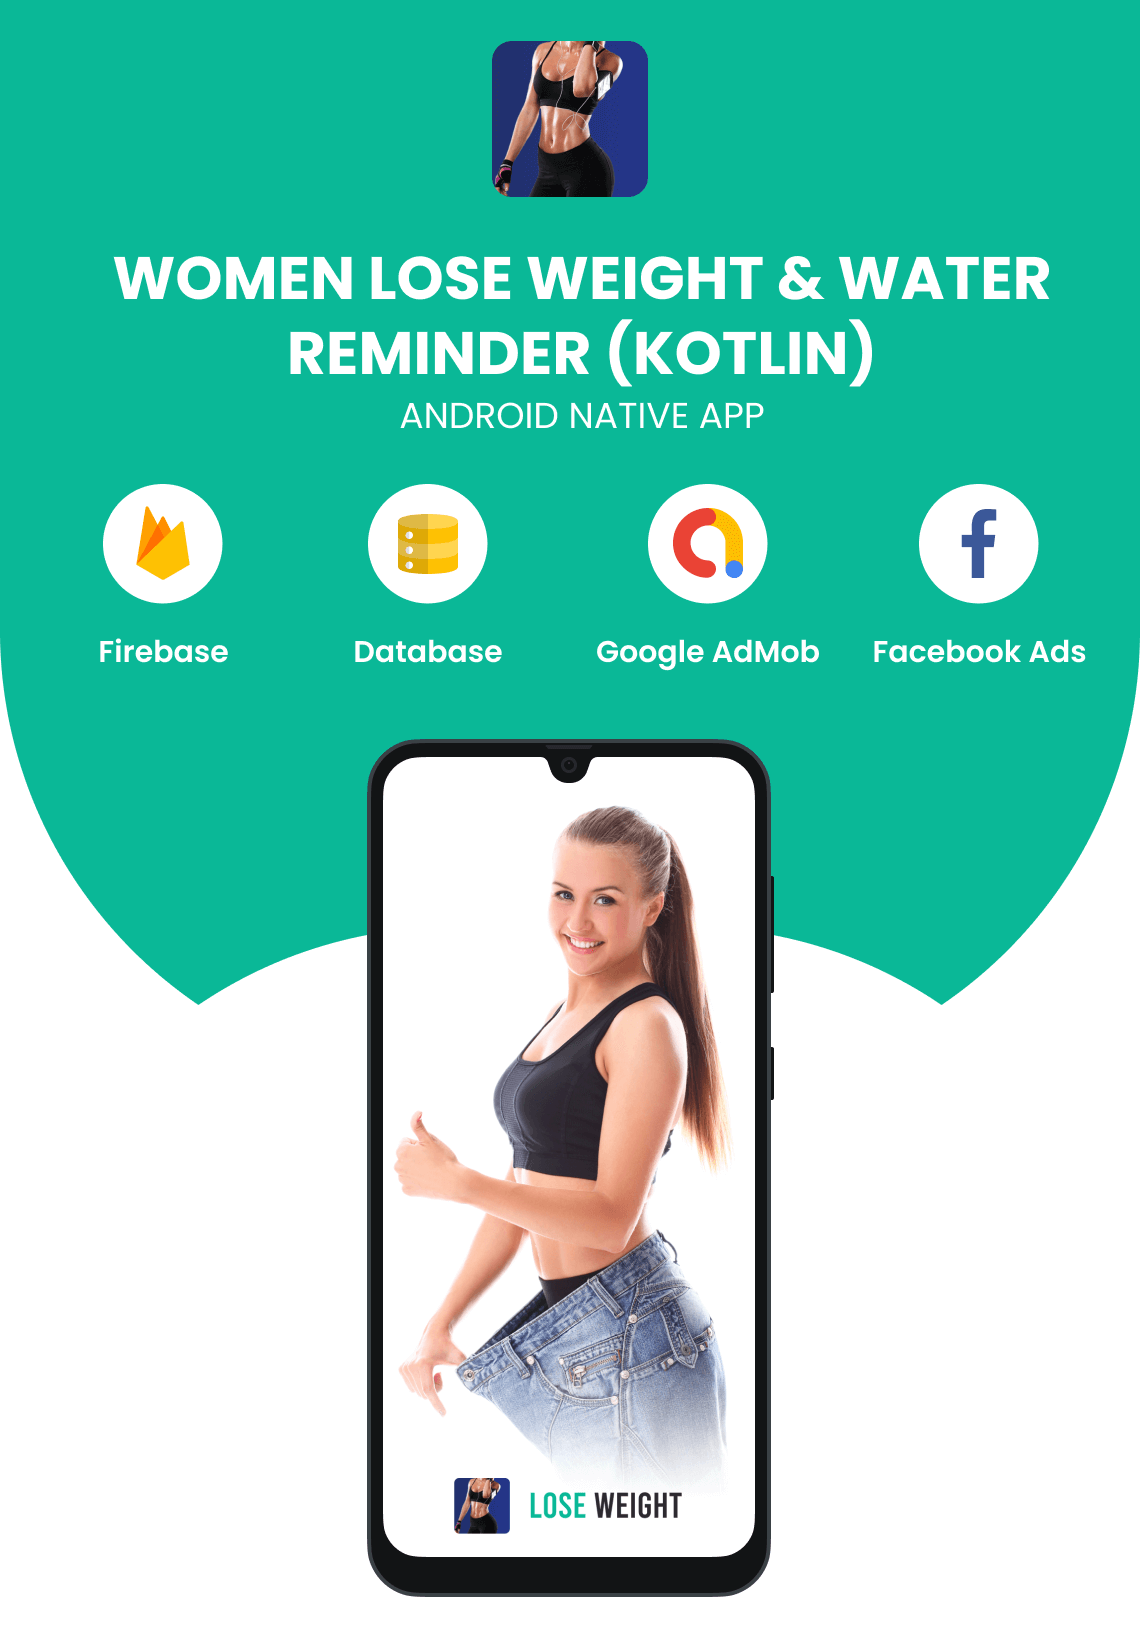 WOMEN LOSE WEIGHT & WATER
REMINDER (KOTLIN)
ANDROID NATIVE APP
Firebase
Database
Google AdMob
Facebook Ads
LOSE WEIGHT